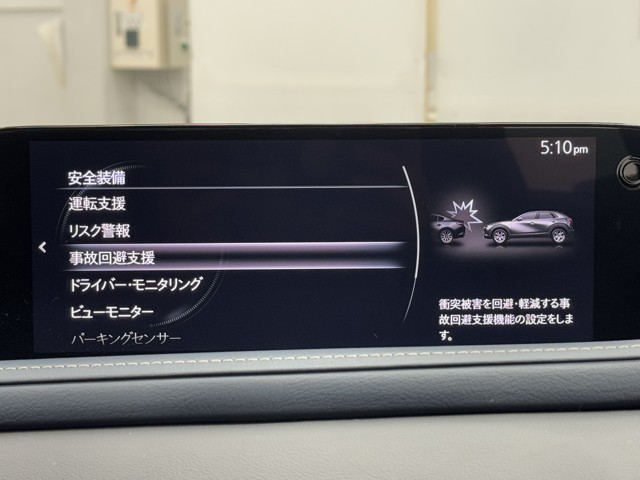 5:10pm
安全装備
運転支援
リスク警報
事故回避支援
ドライバー・モニタリング
ビューモニター
パーキングセンサー
衝突被害を回避・軽減する事
故回避支援機能の設定をしま
す。